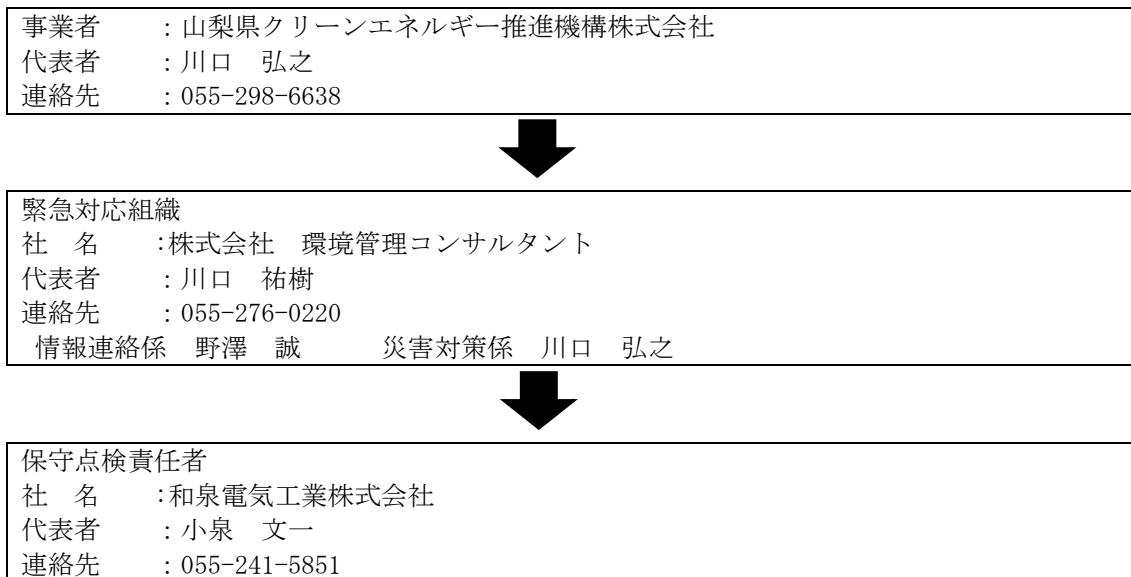 事業者　　：山梨県クリーンエネルギー推進機構株式会社
代表者　　：川口　弘之
連絡先　　：055-298-6638
緊急対応組織
社　名　　：株式会社　環境管理コンサルタント
代表者　　：川口　祐樹
連絡先　　：055-276-0220
情報連絡係　野澤　誠　　　災害対策係　川口　弘之
保守点検責任者
社　名　　：和泉電気工業株式会社
代表者　　：小泉　文一
連絡先　　：055-241-5851